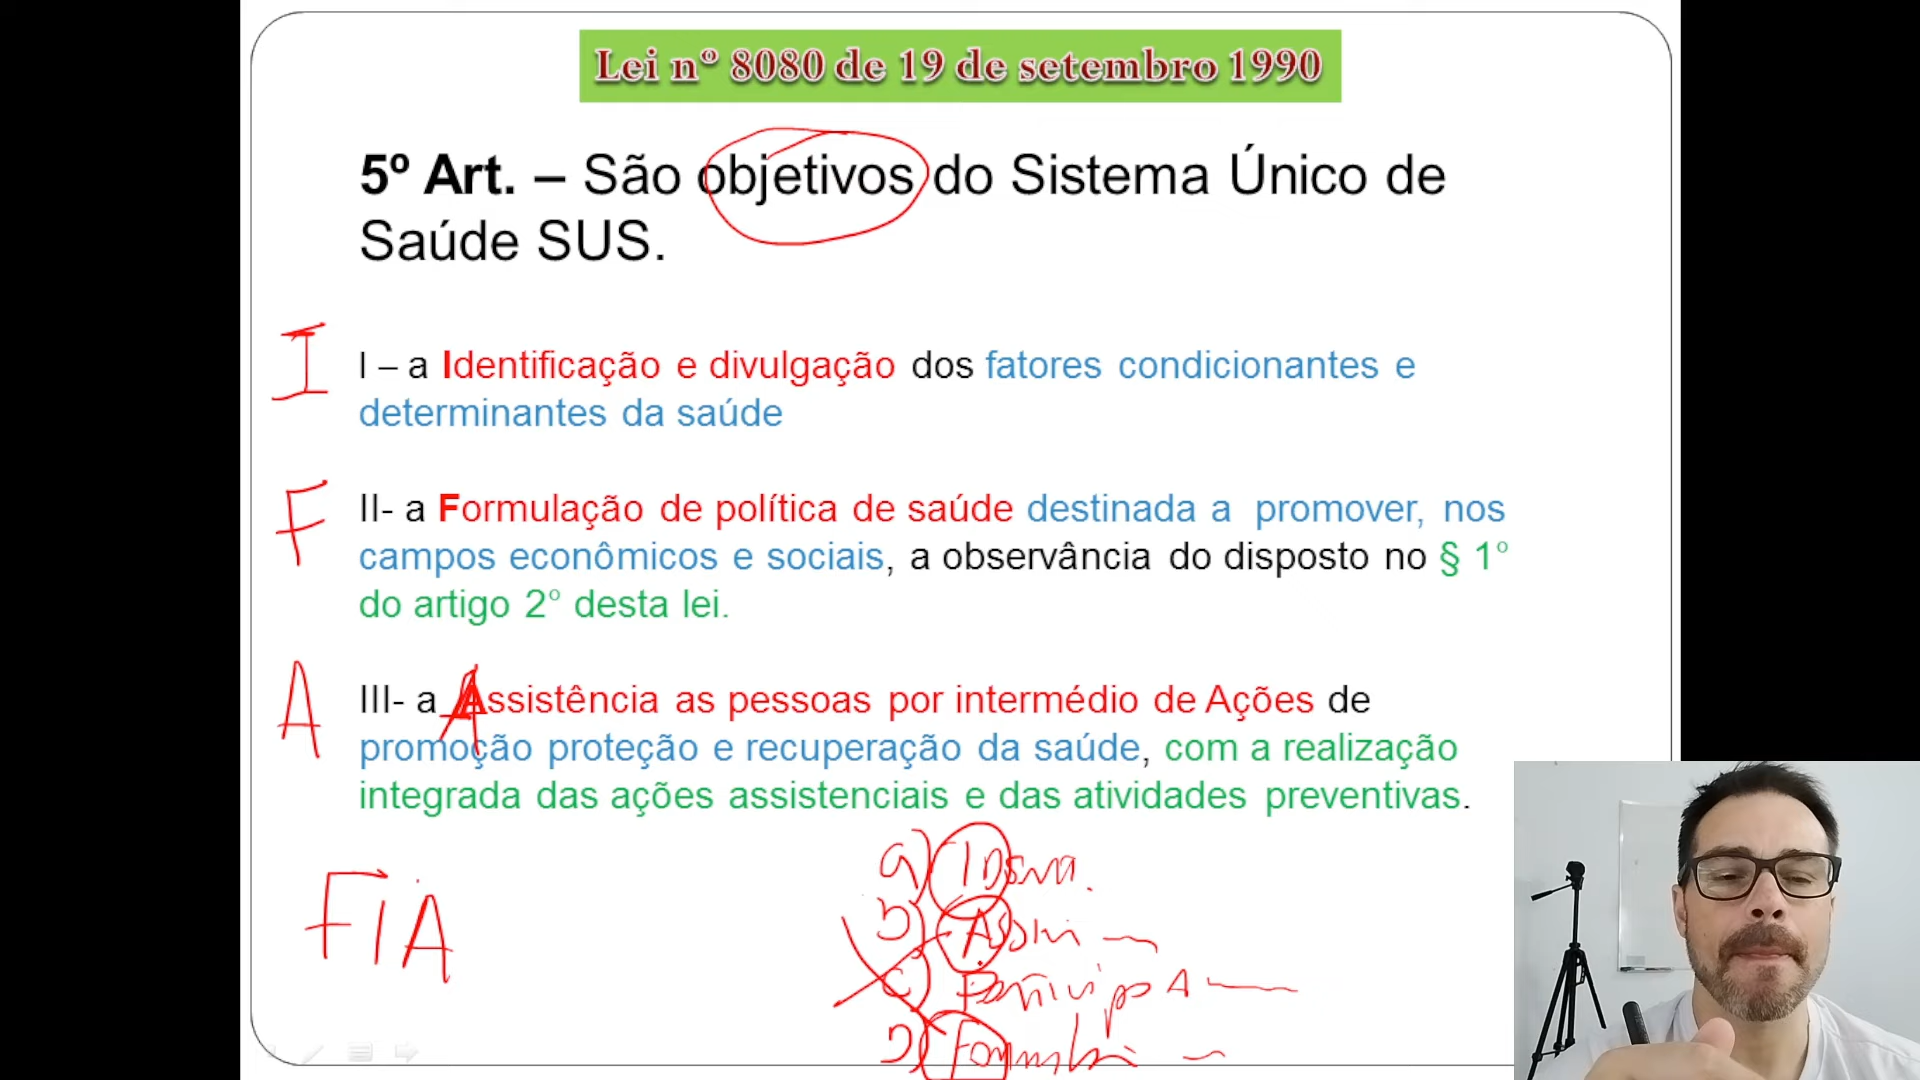 Lei nº 8080 de 19 de setembro 1990
5º Art. – São objetivos do Sistema Único de
Saúde SUS.
I
I – a Identificação e divulgação dos fatores condicionantes e
determinantes da saúde
F
II- a Formulação de política de saúde destinada a promover, nos
campos econômicos e sociais, a observância do disposto no § 1°
do artigo 2° desta lei.
A
III- a Assistência as pessoas por intermédio de Ações de
promoção proteção e recuperação da saúde, com a realização
integrada das ações assistenciais e das atividades preventivas.
FIA
a)
b)
c)
D)